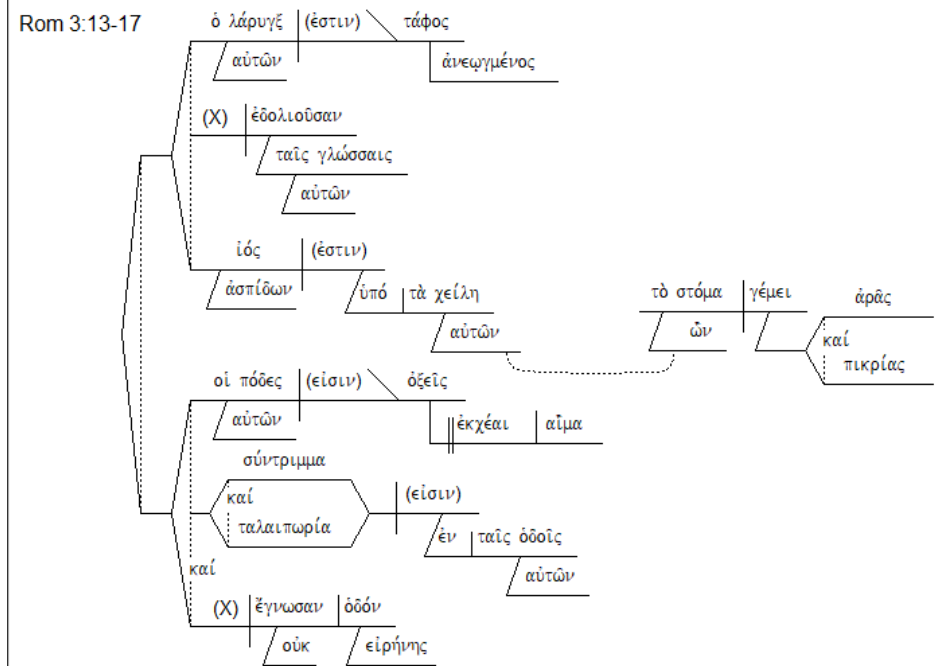 Rom 3:13-17
ὁ λάρυγξ (ἐστιν) τάφος
αὐτῶν ἀνεῳγμένος
(X) ἐδολιοῦσαν
ταῖς γλώσσαις
αὐτῶν
ἰός (ἐστιν)
ἀσπίδων ὑπό τὰ χείλη
αὐτῶν
τὸ στόμα γέμει ἀρᾶς
ὧν καί
πικρίας
οἱ πόδες (εἰσιν) ὀξεῖς
αὐτῶν ἐκχέαι αἷμα
σύντριμμα
καί (εἰσιν)
ταλαιπωρία ἐν ταῖς ὁδοῖς
αὐτῶν
καί
(X) ἔγνωσαν ὁδόν
οὐκ εἰρήνης